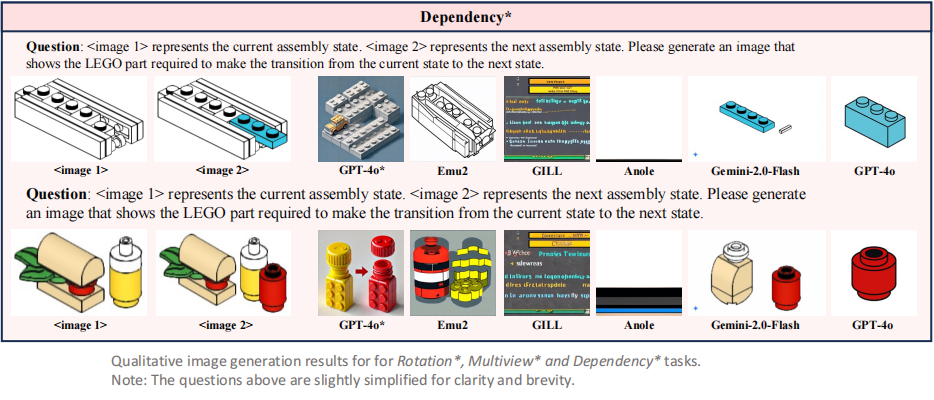 Dependency*
Question: <image 1> represents the current assembly state. <image 2> represents the next assembly state. Please generate an image that
shows the LEGO part required to make the transition from the current state to the next state.
<image 1>
<image 2>
GPT-4o*
Emu2
GILL
Anole
Gemini-2.0-Flash
GPT-4o
Question: <image 1> represents the current assembly state. <image 2> represents the next assembly state. Please generate
an image that shows the LEGO part required to make the transition from the current state to the next state.
<image 1>
<image 2>
GPT-4o*
Emu2
GILL
Anole
Gemini-2.0-Flash
GPT-4o
Qualitative image generation results for for Rotation*, Multiview* and Dependency* tasks.
Note: The questions above are slightly simplified for clarity and brevity.